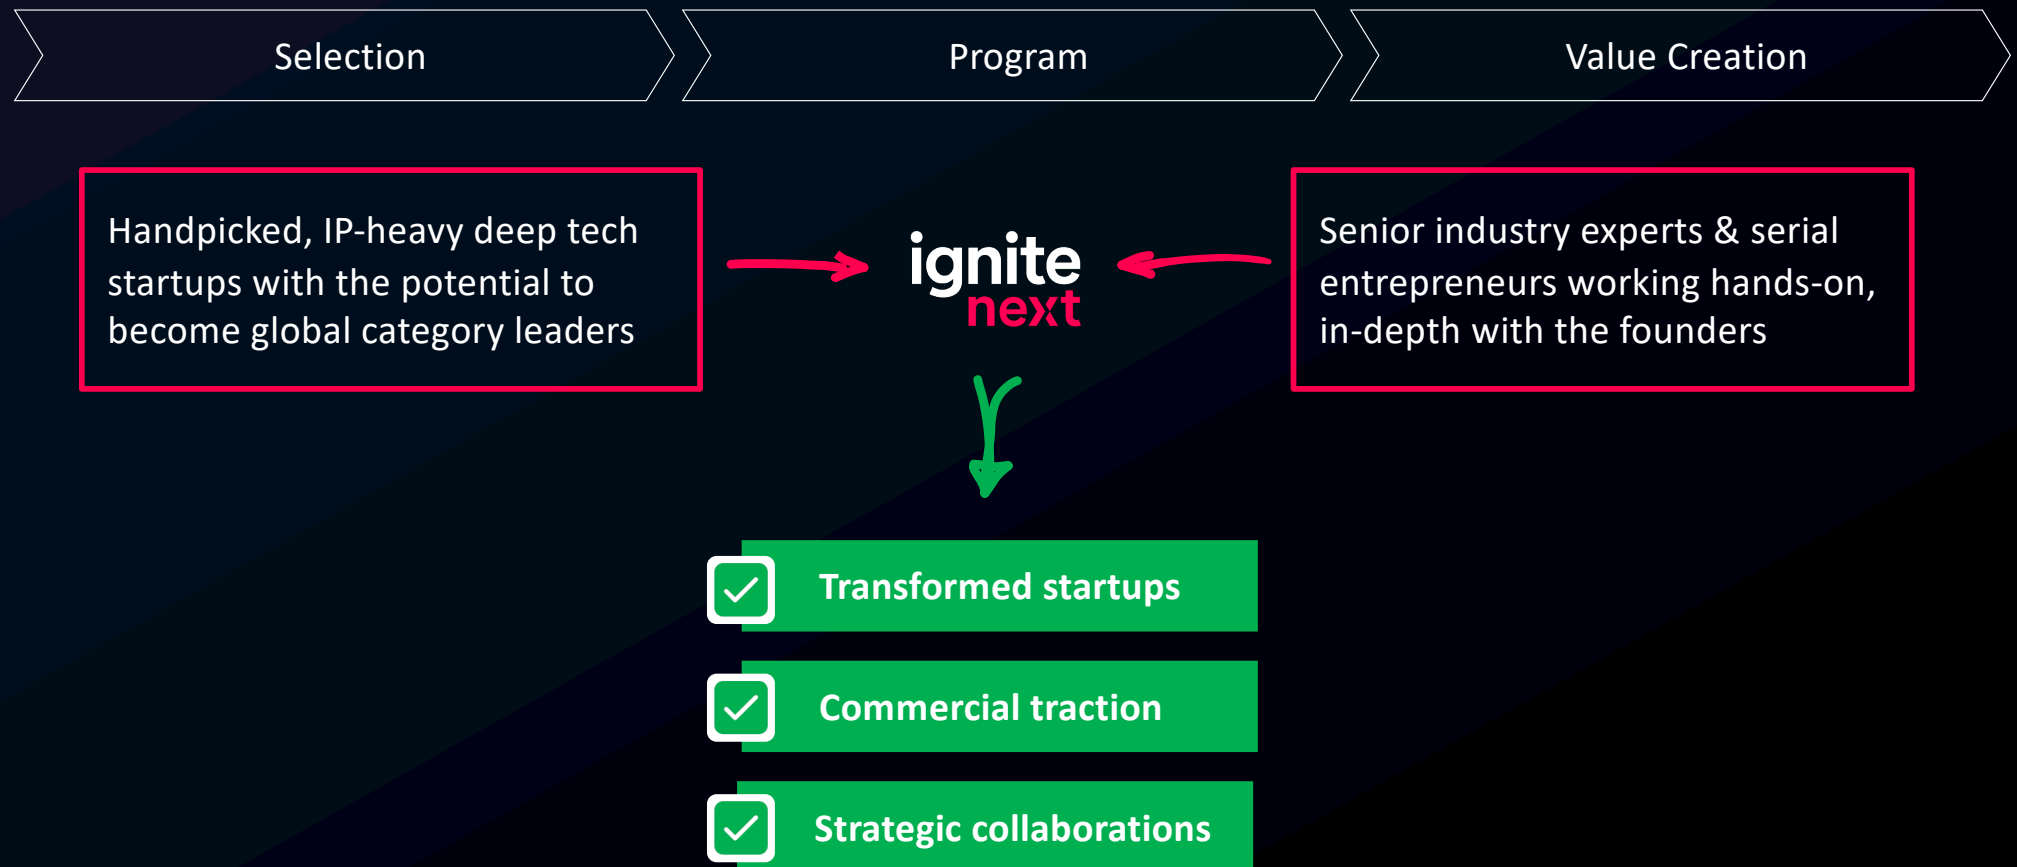 Selection
Program
Value Creation
Handpicked, IP-heavy deep tech
startups with the potential to
become global category leaders
ignite
next
Senior industry experts & serial
entrepreneurs working hands-on,
in-depth with the founders
Transformed startups
Commercial traction
Strategic collaborations